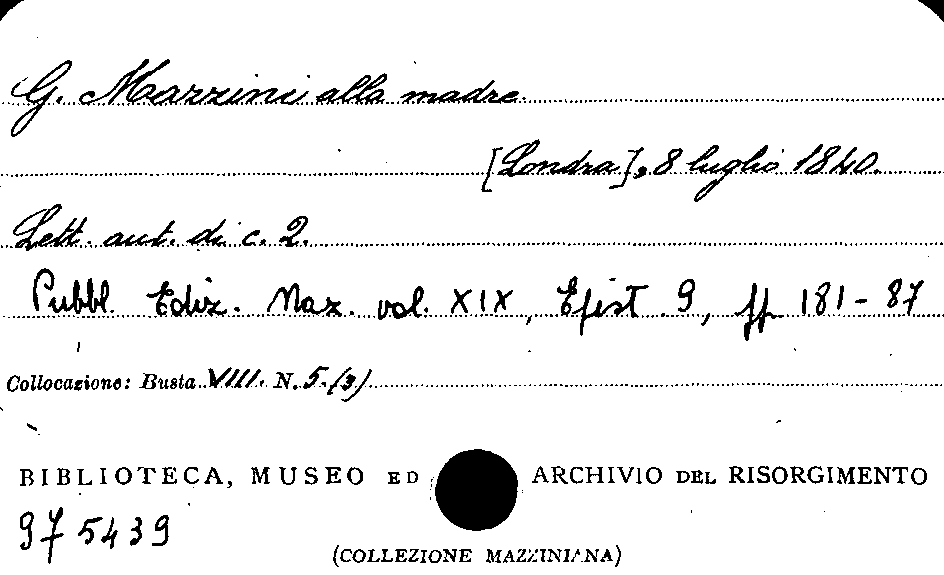 G. Mazzini alla madre.
[Londra], 8 luglio 1840.
Lett. aut. di c. 2.
Pubbl. Ediz. Naz. vol. XIX, Epist. 9, pp. 181-87
Collocazione: Busta VIII. N. 5.(3)
BIBLIOTECA, MUSEO ED ARCHIVIO DEL RISORGIMENTO
975439
(COLLEZIONE MAZZINIANA)